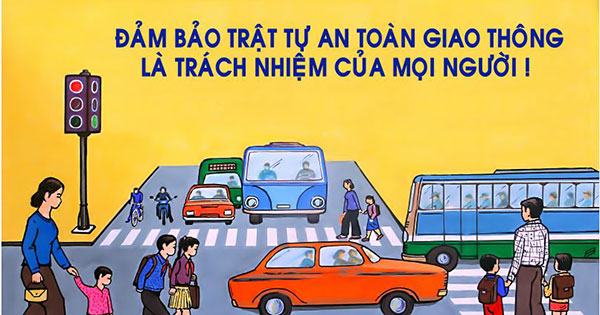 ĐẢM BẢO TRẬT TỰ AN TOÀN GIAO THÔNG
LÀ TRÁCH NHIỆM CỦA MỌI NGƯỜI !